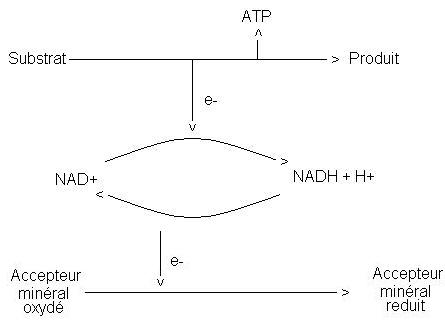 ATP
Substrat
Produit
e-
NAD+
NADH + H+
e-
Accepteur
minéral
oxydé
Accepteur
minéral
reduit